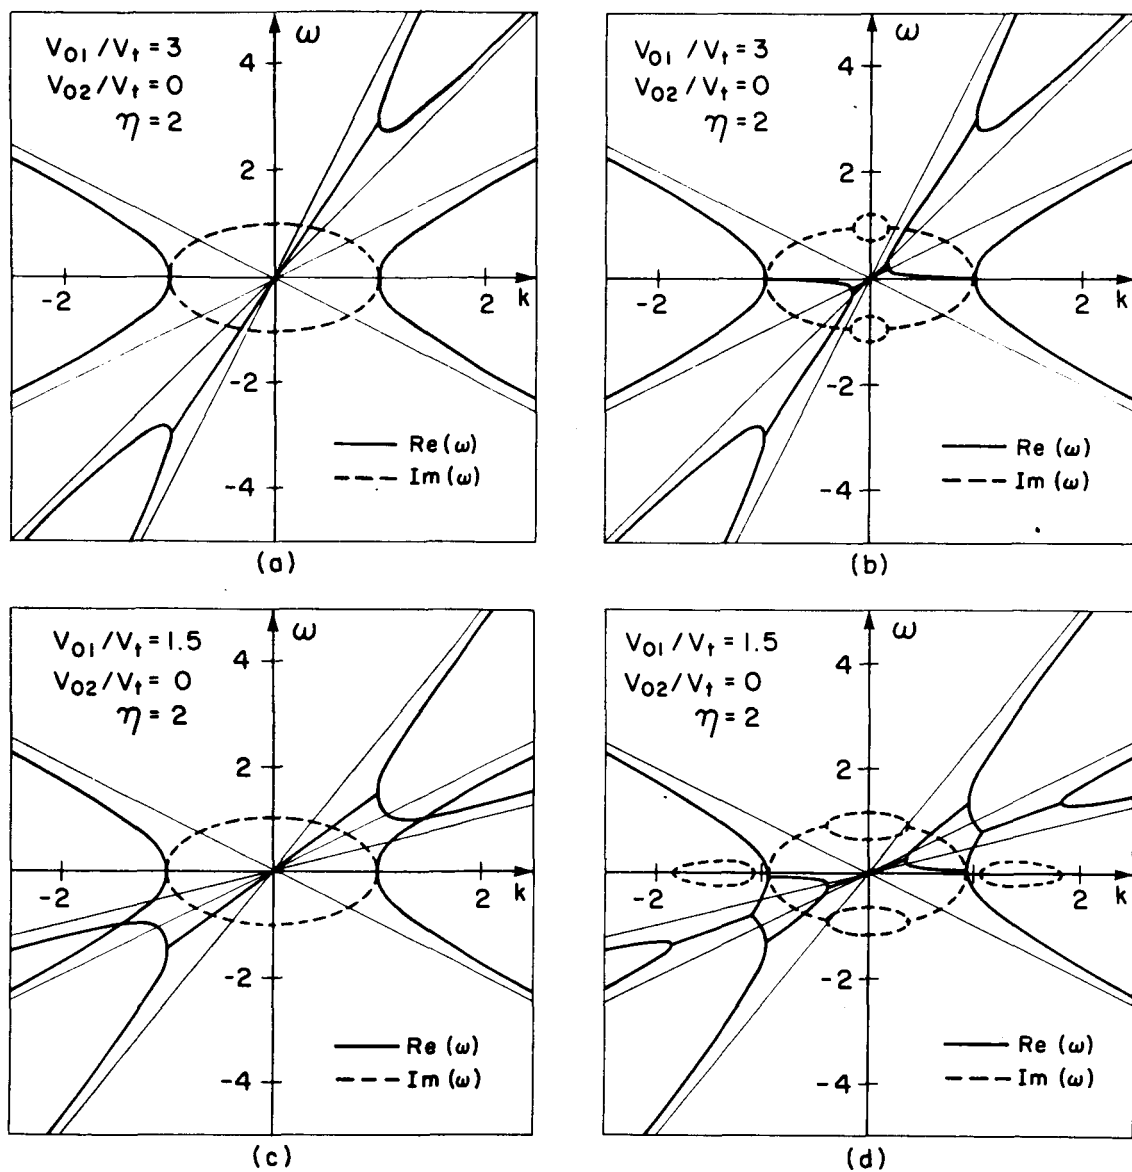 ω
V01/Vt = 3
V02/Vt = 0
η = 2
4
2
-2
2
k
-2
-4
Re(ω)
Im(ω)
(a)
ω
V01/Vt = 3
V02/Vt = 0
η = 2
4
2
-2
2
k
-2
-4
Re(ω)
Im(ω)
(b)
ω
V01/Vt = 1.5
V02/Vt = 0
η = 2
4
2
-2
2
k
-2
-4
Re(ω)
Im(ω)
(c)
ω
V01/Vt = 1.5
V02/Vt = 0
η = 2
4
2
-2
2
k
-2
-4
Re(ω)
Im(ω)
(d)